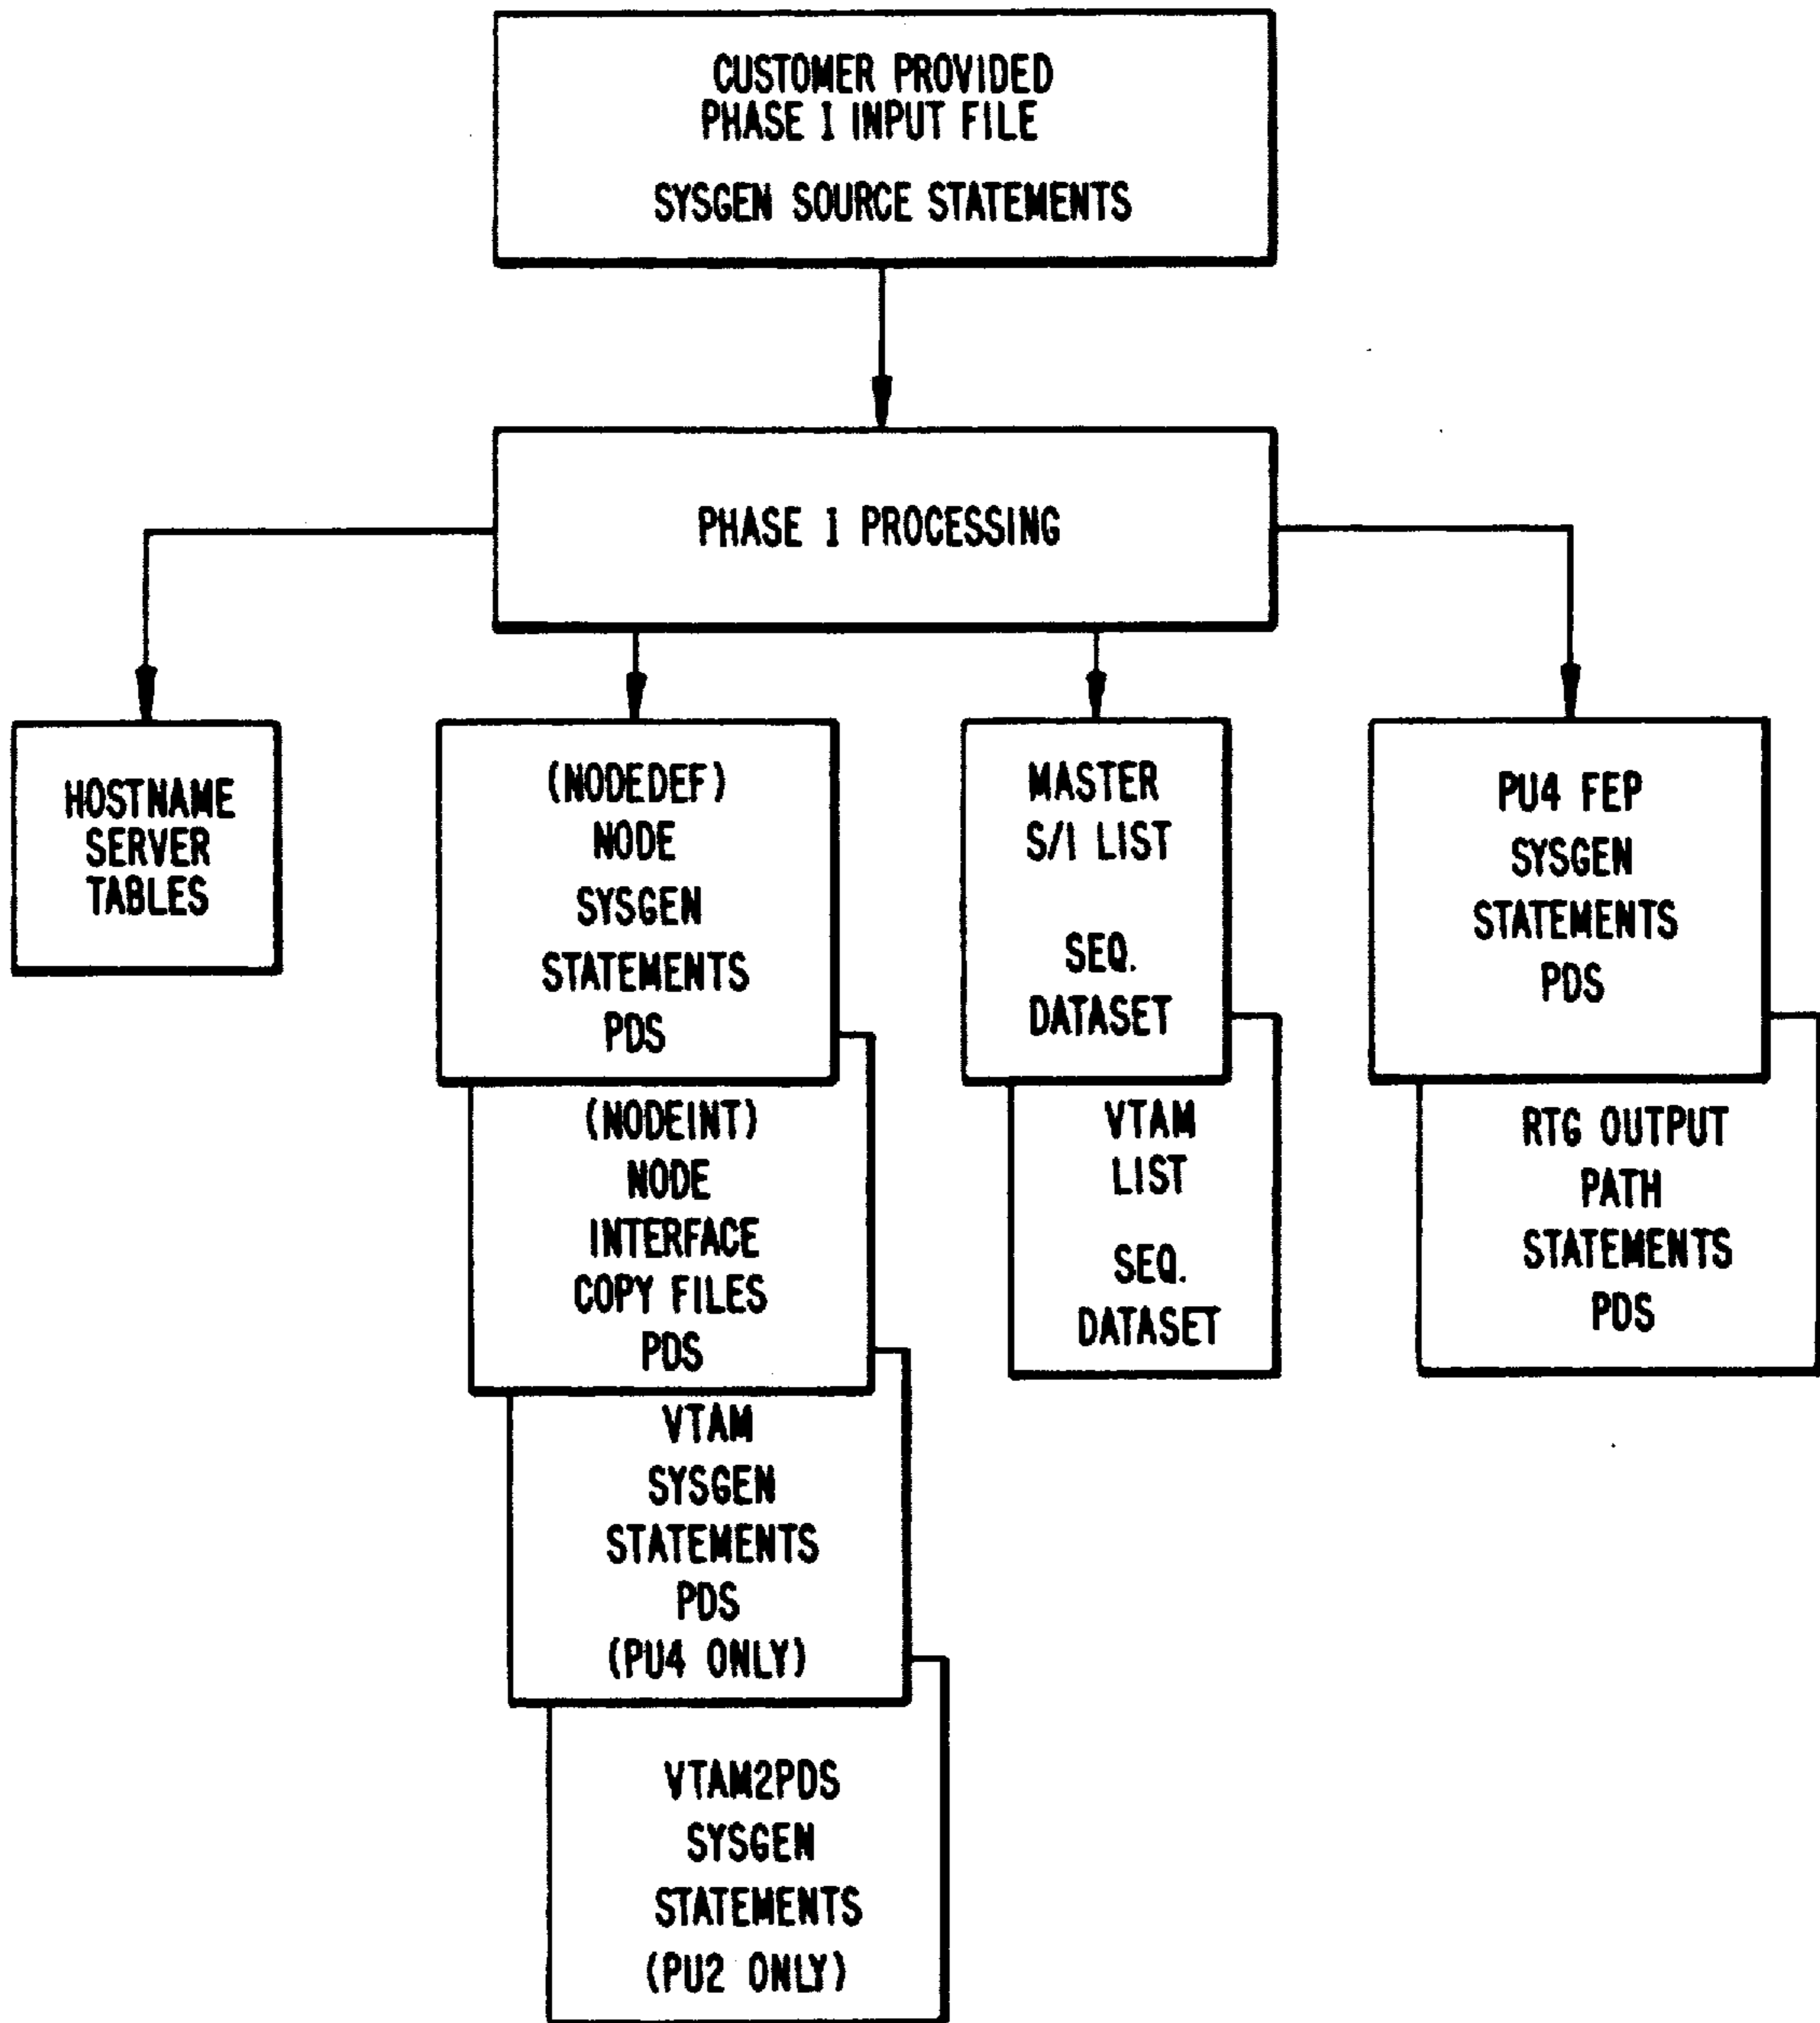 CUSTOMER PROVIDED
PHASE I INPUT FILE
SYSGEN SOURCE STATEMENTS
PHASE I PROCESSING
HOSTNAME
SERVER
TABLES
(NODEDEF)
NODE
SYSGEN
STATEMENTS
PDS
(NODEINT)
NODE
INTERFACE
COPY FILES
PDS
VTAM
SYSGEN
STATEMENTS
PDS
(PU4 ONLY)
VTAM2PDS
SYSGEN
STATEMENTS
(PU2 ONLY)
MASTER
S/I LIST
SEQ.
DATASET
VTAM
LIST
SEQ.
DATASET
PU4 FEP
SYSGEN
STATEMENTS
PDS
RTG OUTPUT
PATH
STATEMENTS
PDS